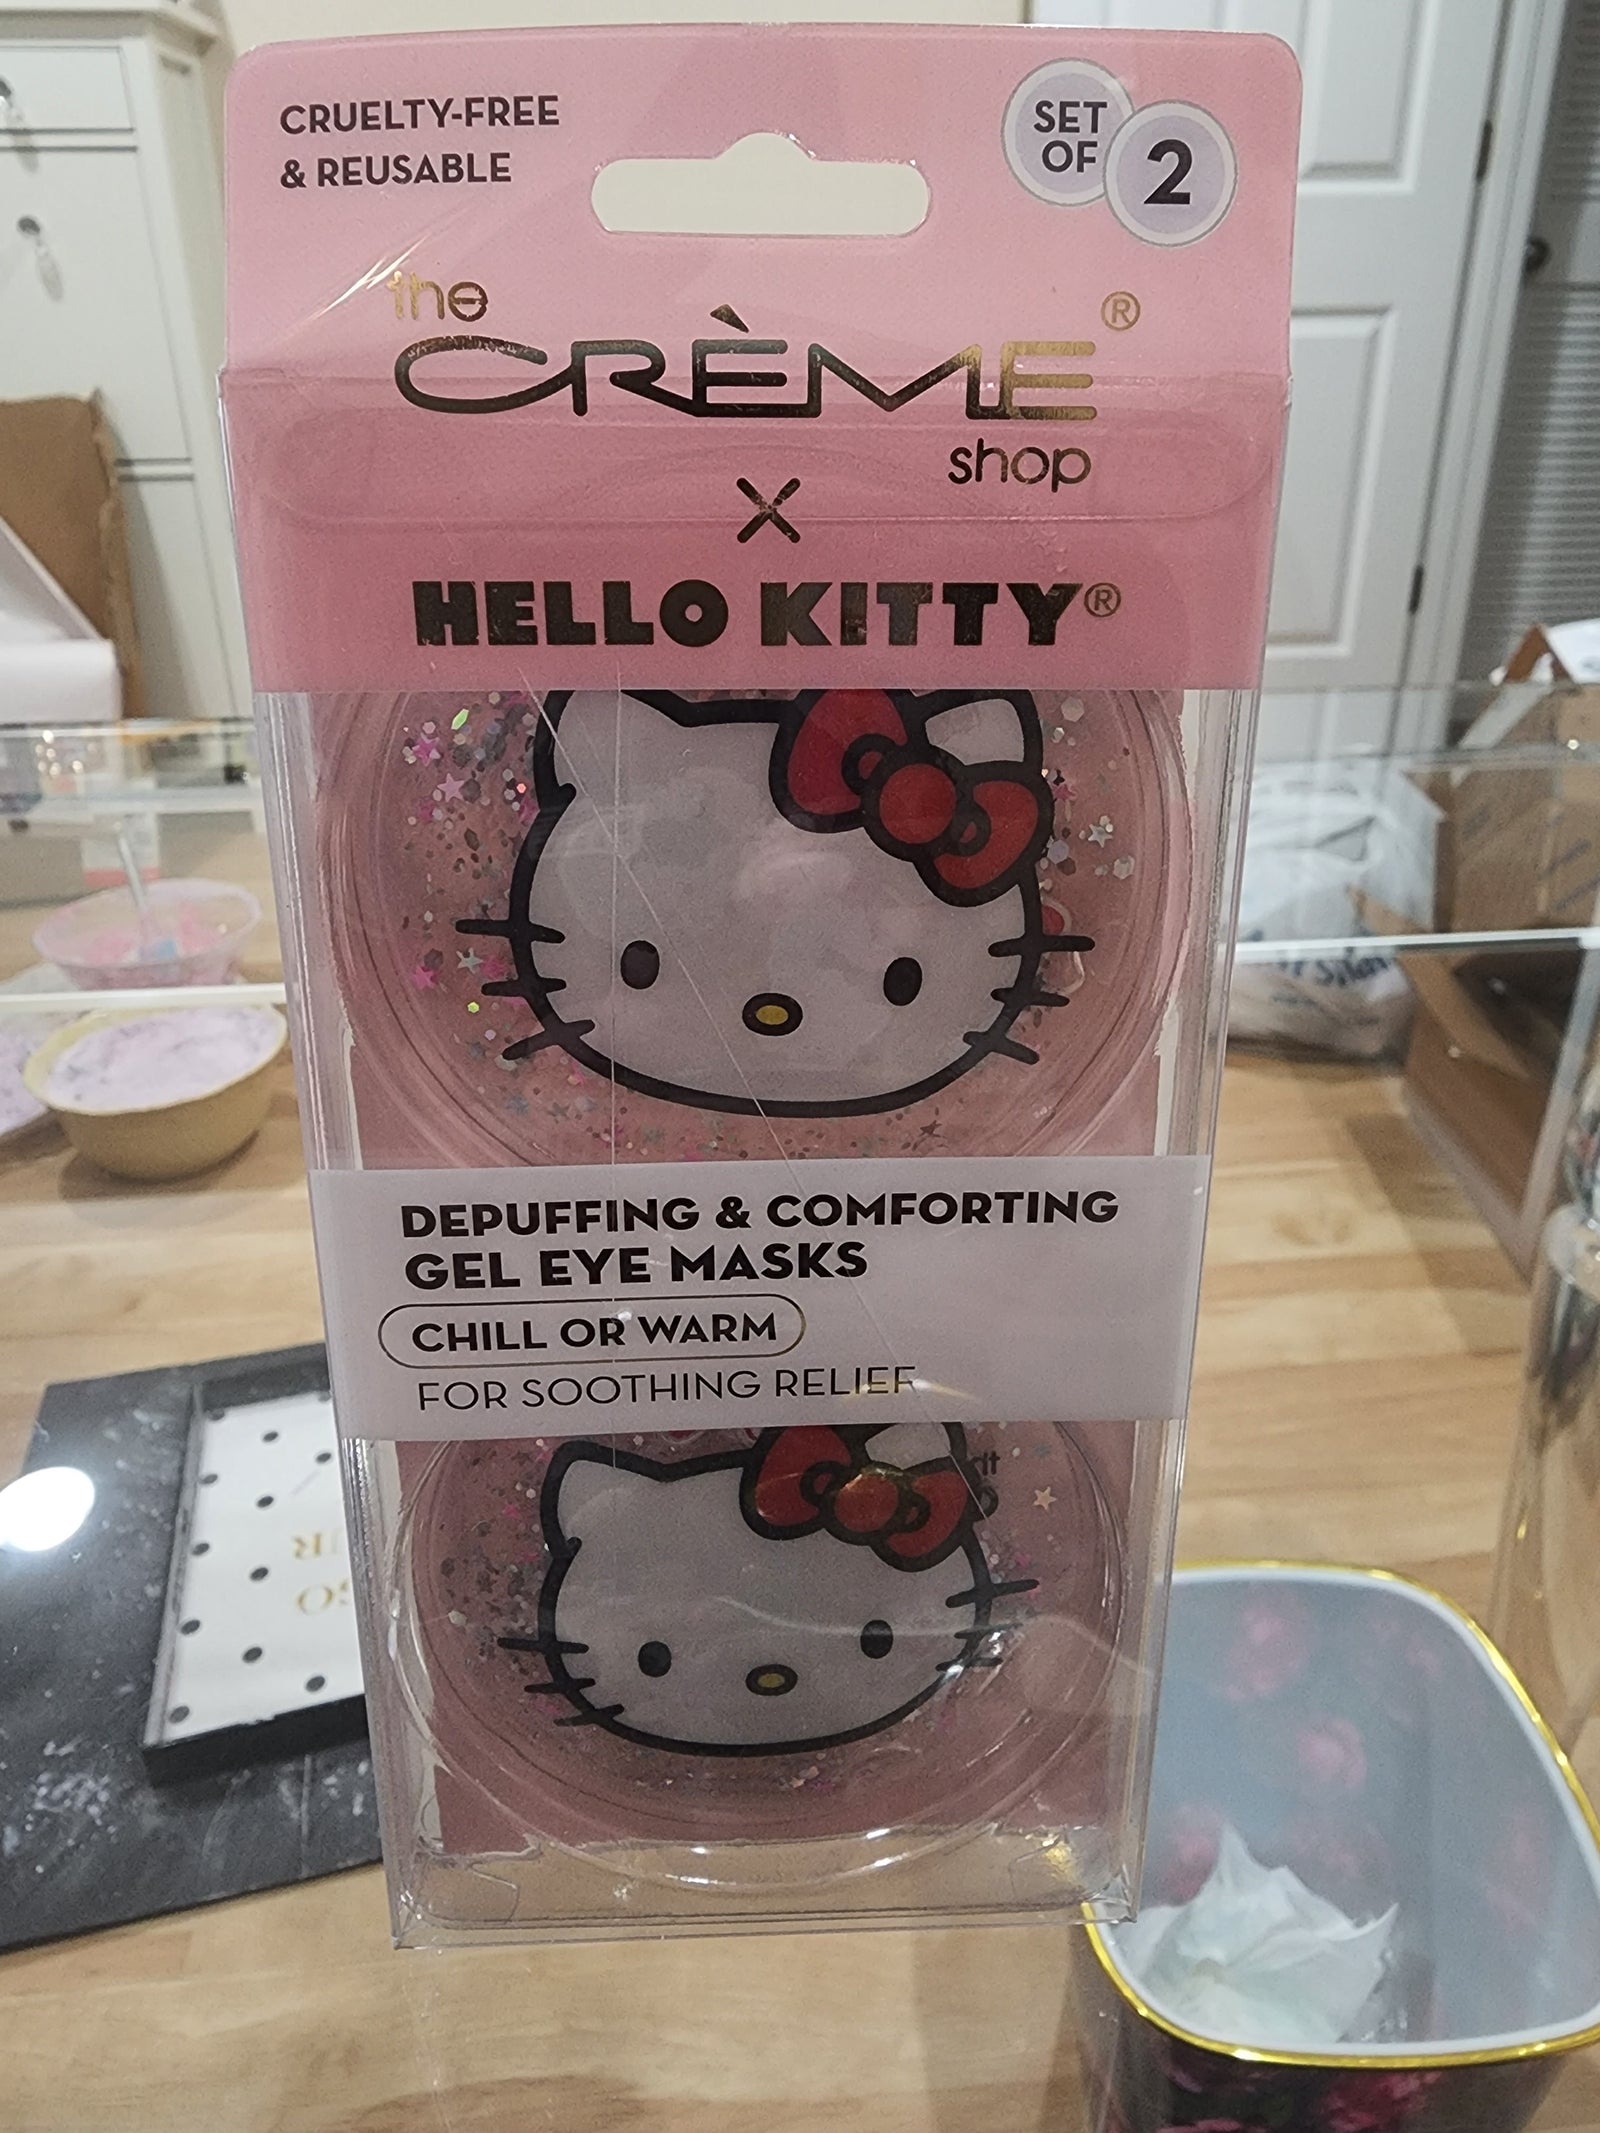 CRUELTY-FREE
& REUSABLE
SET
OF
2
the
CRÈME®
shop
X
HELLO KITTY®
DEPUFFING & COMFORTING
GEL EYE MASKS
CHILL OR WARM
FOR SOOTHING RELIEF